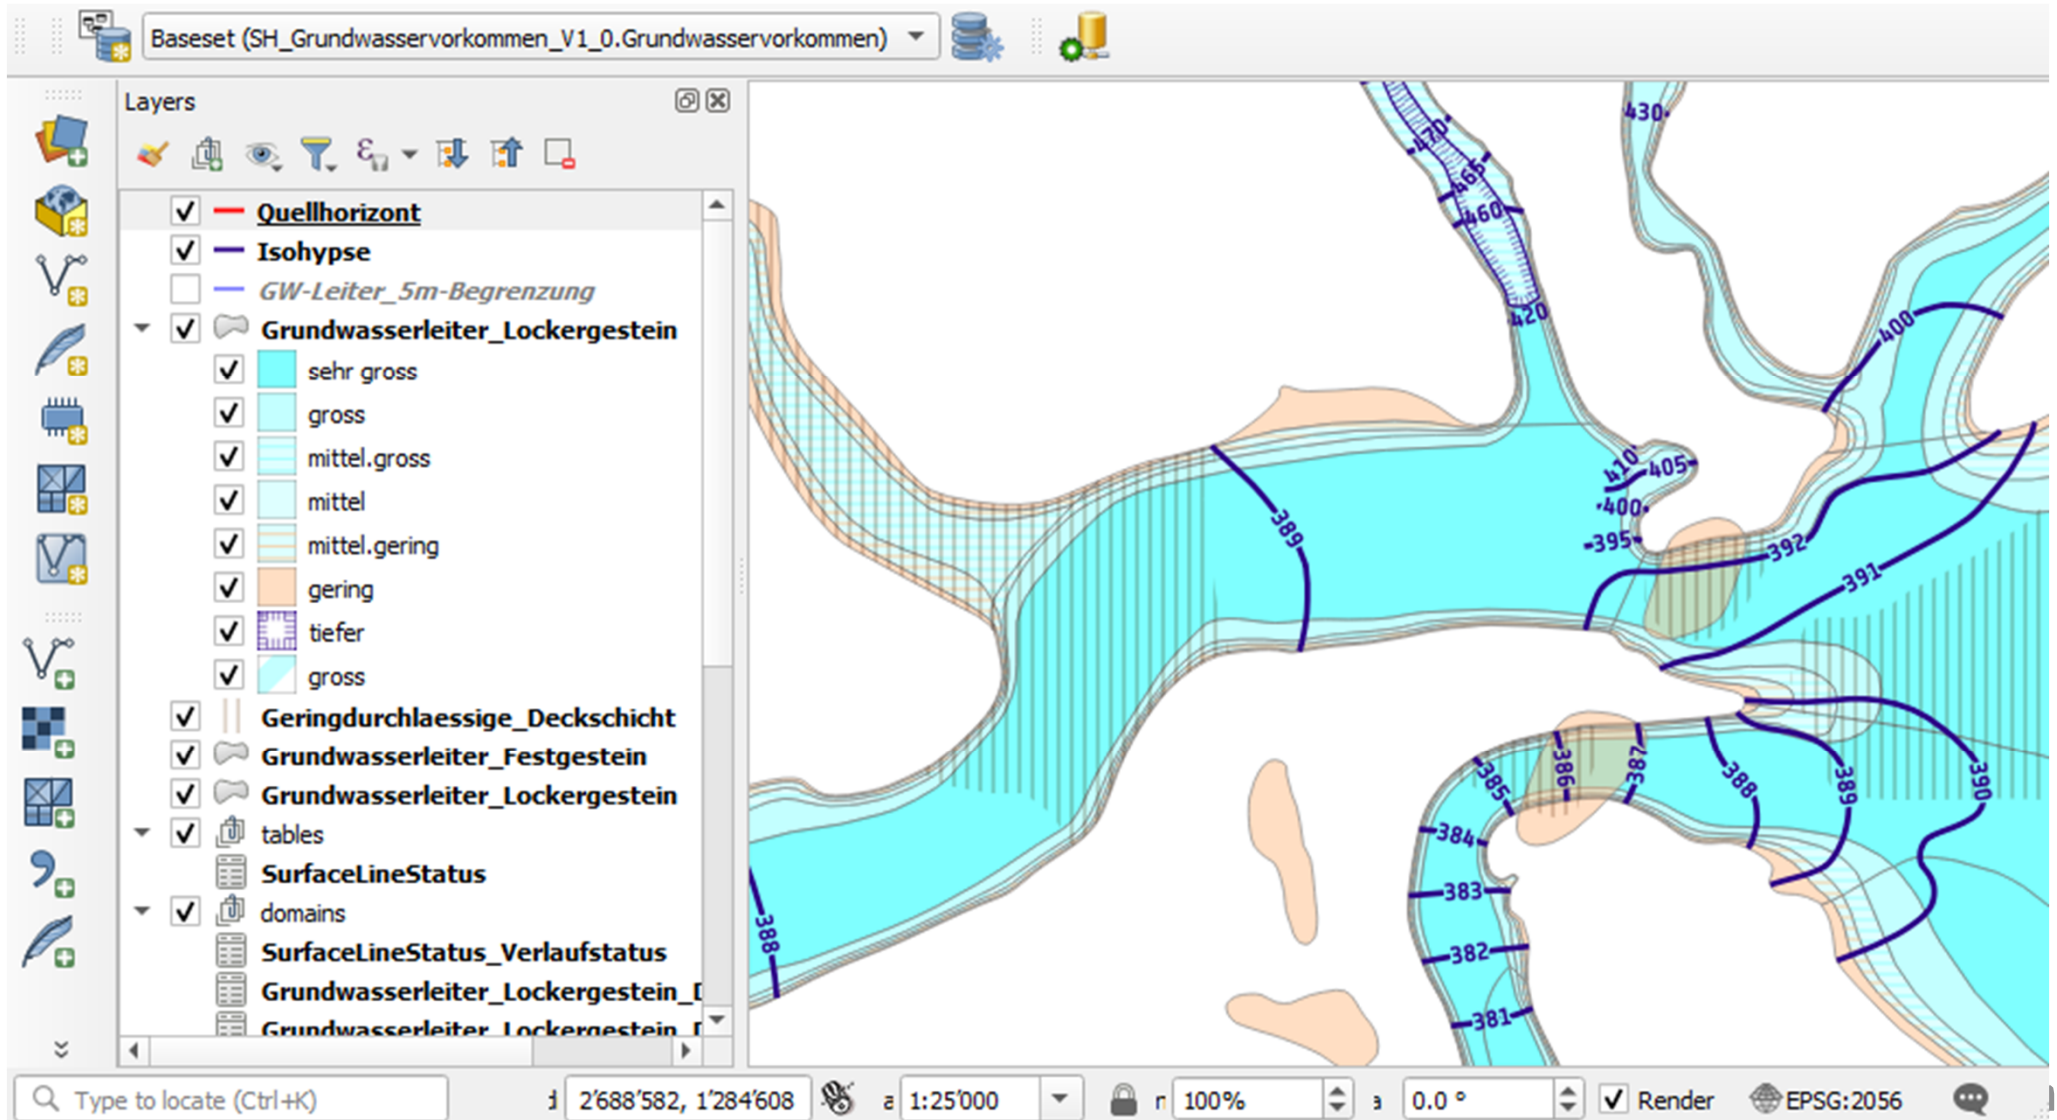 Baseset (SH_Grundwasservorkommen_V1_0.Grundwasservorkommen)
Layers
Quellhorizont
Isohypse
GW-Leiter_5m-Begrenzung
Grundwasserleiter_Lockergestein
sehr gross
gross
mittel.gross
mittel
mittel.gering
gering
tiefer
gross
Geringdurchlaessige_Deckschicht
Grundwasserleiter_Festgestein
Grundwasserleiter_Lockergestein
tables
SurfaceLineStatus
domains
SurfaceLineStatus_Verlaufstatus
Grundwasserleiter_Lockergestein_D
Grundwasserleiter_Lockergestein_D
470
465
460
420
430
400
410
405
400
395
392
391
389
388
390
389
388
387
386
385
384
383
382
381
Type to locate (Ctrl+K)
2'688'582, 1'284'608
a 1:25'000
100%
a 0.0 °
Render
EPSG:2056